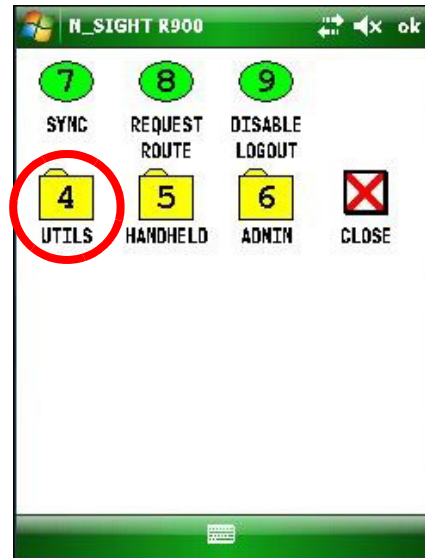 N_SIGHT R900 ok
7 8 9
SYNC REQUEST DISABLE
ROUTE LOGOUT
4 5 6
UTILS HANDHELD ADMIN CLOSE